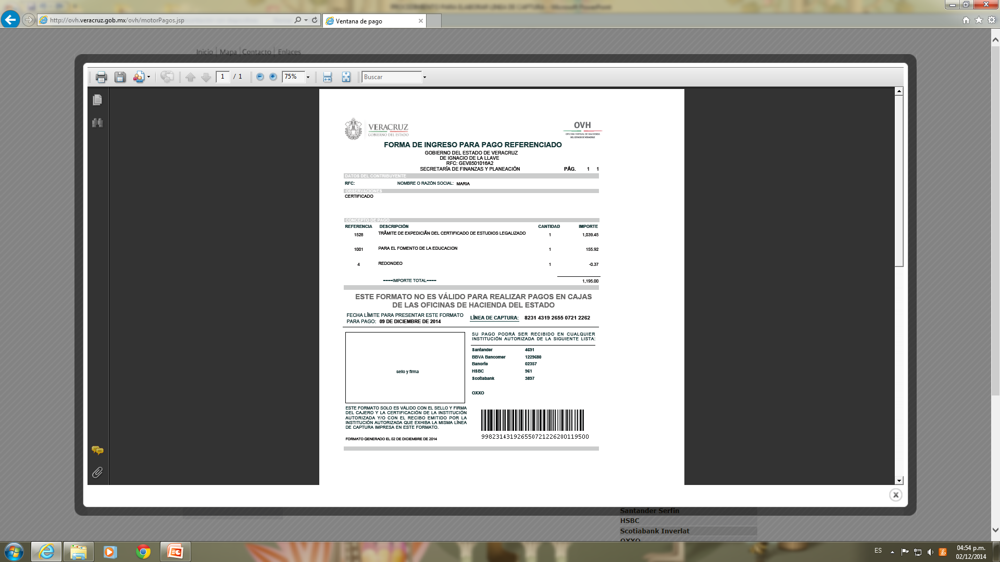 http://ovh.veracruz.gob.mx/ovh/motorPagos.jsp
Ventana de pago
Inicio | Mapa | Contacto | Enlaces
1 / 1
75%
Buscar
VERACRUZ
GOBIERNO DEL ESTADO
OVH
OFICINA VIRTUAL DE HACIENDA
DEL ESTADO DE VERACRUZ
FORMA DE INGRESO PARA PAGO REFERENCIADO
GOBIERNO DEL ESTADO DE VERACRUZ
DE IGNACIO DE LA LLAVE
RFC: GEV8501016A2
SECRETARÍA DE FINANZAS Y PLANEACIÓN
PÁG. 1 1
DATOS DEL CONTRIBUYENTE
RFC: NOMBRE O RAZÓN SOCIAL: MARIA
OBSERVACIONES
CERTIFICADO
CONCEPTO DE PAGO
REFERENCIA DESCRIPCIÓN CANTIDAD IMPORTE
1528 TRÃMITE DE EXPEDICIÃN DEL CERTIFICADO DE ESTUDIOS LEGALIZADO 1 1,039.45
1001 PARA EL FOMENTO DE LA EDUCACION 1 155.92
4 REDONDEO 1 -0.37
====IMPORTE TOTAL==== 1,195.00
ESTE FORMATO NO ES VÁLIDO PARA REALIZAR PAGOS EN CAJAS
DE LAS OFICINAS DE HACIENDA DEL ESTADO
FECHA LÍMITE PARA PRESENTAR ESTE FORMATO
PARA PAGO: 09 DE DICIEMBRE DE 2014
LÍNEA DE CAPTURA: 8231 4319 2655 0721 2262
sello y firma
SU PAGO PODRÁ SER RECIBIDO EN CUALQUIER
INSTITUCIÓN AUTORIZADA DE LA SIGUIENTE LISTA:
Santander 4691
BBVA Bancomer 1229680
Banorte 02357
HSBC 961
Scotiabank 3897
OXXO
ESTE FORMATO SOLO ES VÁLIDO CON EL SELLO Y FIRMA
DEL CAJERO Y LA CERTIFICACIÓN DE LA INSTITUCIÓN
AUTORIZADA Y/O CON EL RECIBO EMITIDO POR LA
INSTITUCIÓN AUTORIZADA QUE EXHIBA LA MISMA LÍNEA
DE CAPTURA IMPRESA EN ESTE FORMATO.
FORMATO GENERADO EL 02 DE DICIEMBRE DE 2014
998231431926550721226200119500
Santander Serfin
HSBC
Scotiabank Inverlat
OXXO
ES
04:54 p.m.
02/12/2014